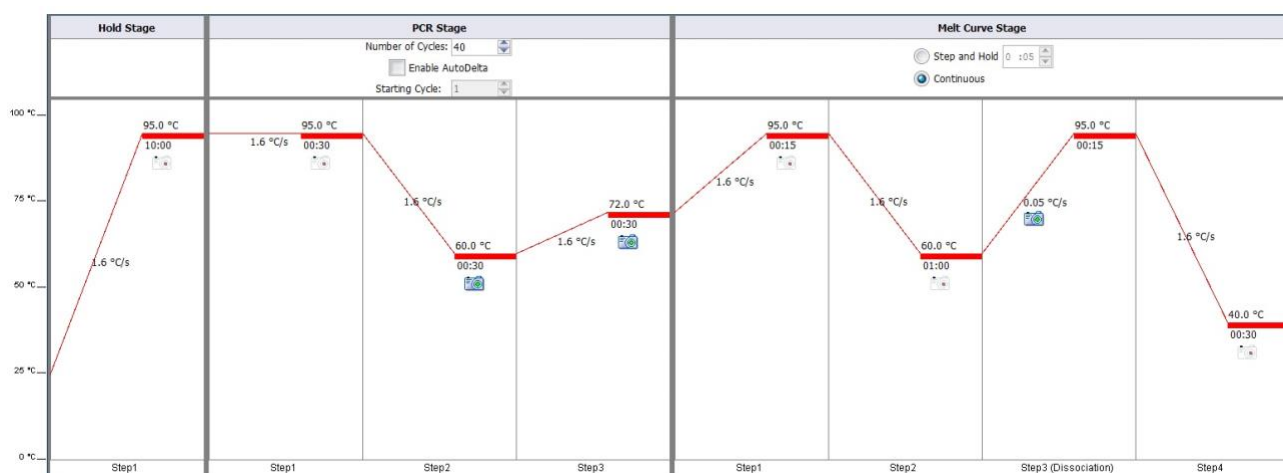 Hold Stage
PCR Stage
Melt Curve Stage
Number of Cycles: 40
Enable AutoDelta
Starting Cycle: 1
Step and Hold 0 :05
Continuous
100 °C
75 °C
50 °C
25 °C
0 °C
1.6 °C/s
95.0 °C
10:00
1.6 °C/s
95.0 °C
00:30
1.6 °C/s
60.0 °C
00:30
1.6 °C/s
72.0 °C
00:30
1.6 °C/s
95.0 °C
00:15
1.6 °C/s
60.0 °C
01:00
0.05 °C/s
95.0 °C
00:15
1.6 °C/s
40.0 °C
00:30
Step1
Step1
Step2
Step3
Step1
Step2
Step3 (Dissociation)
Step4